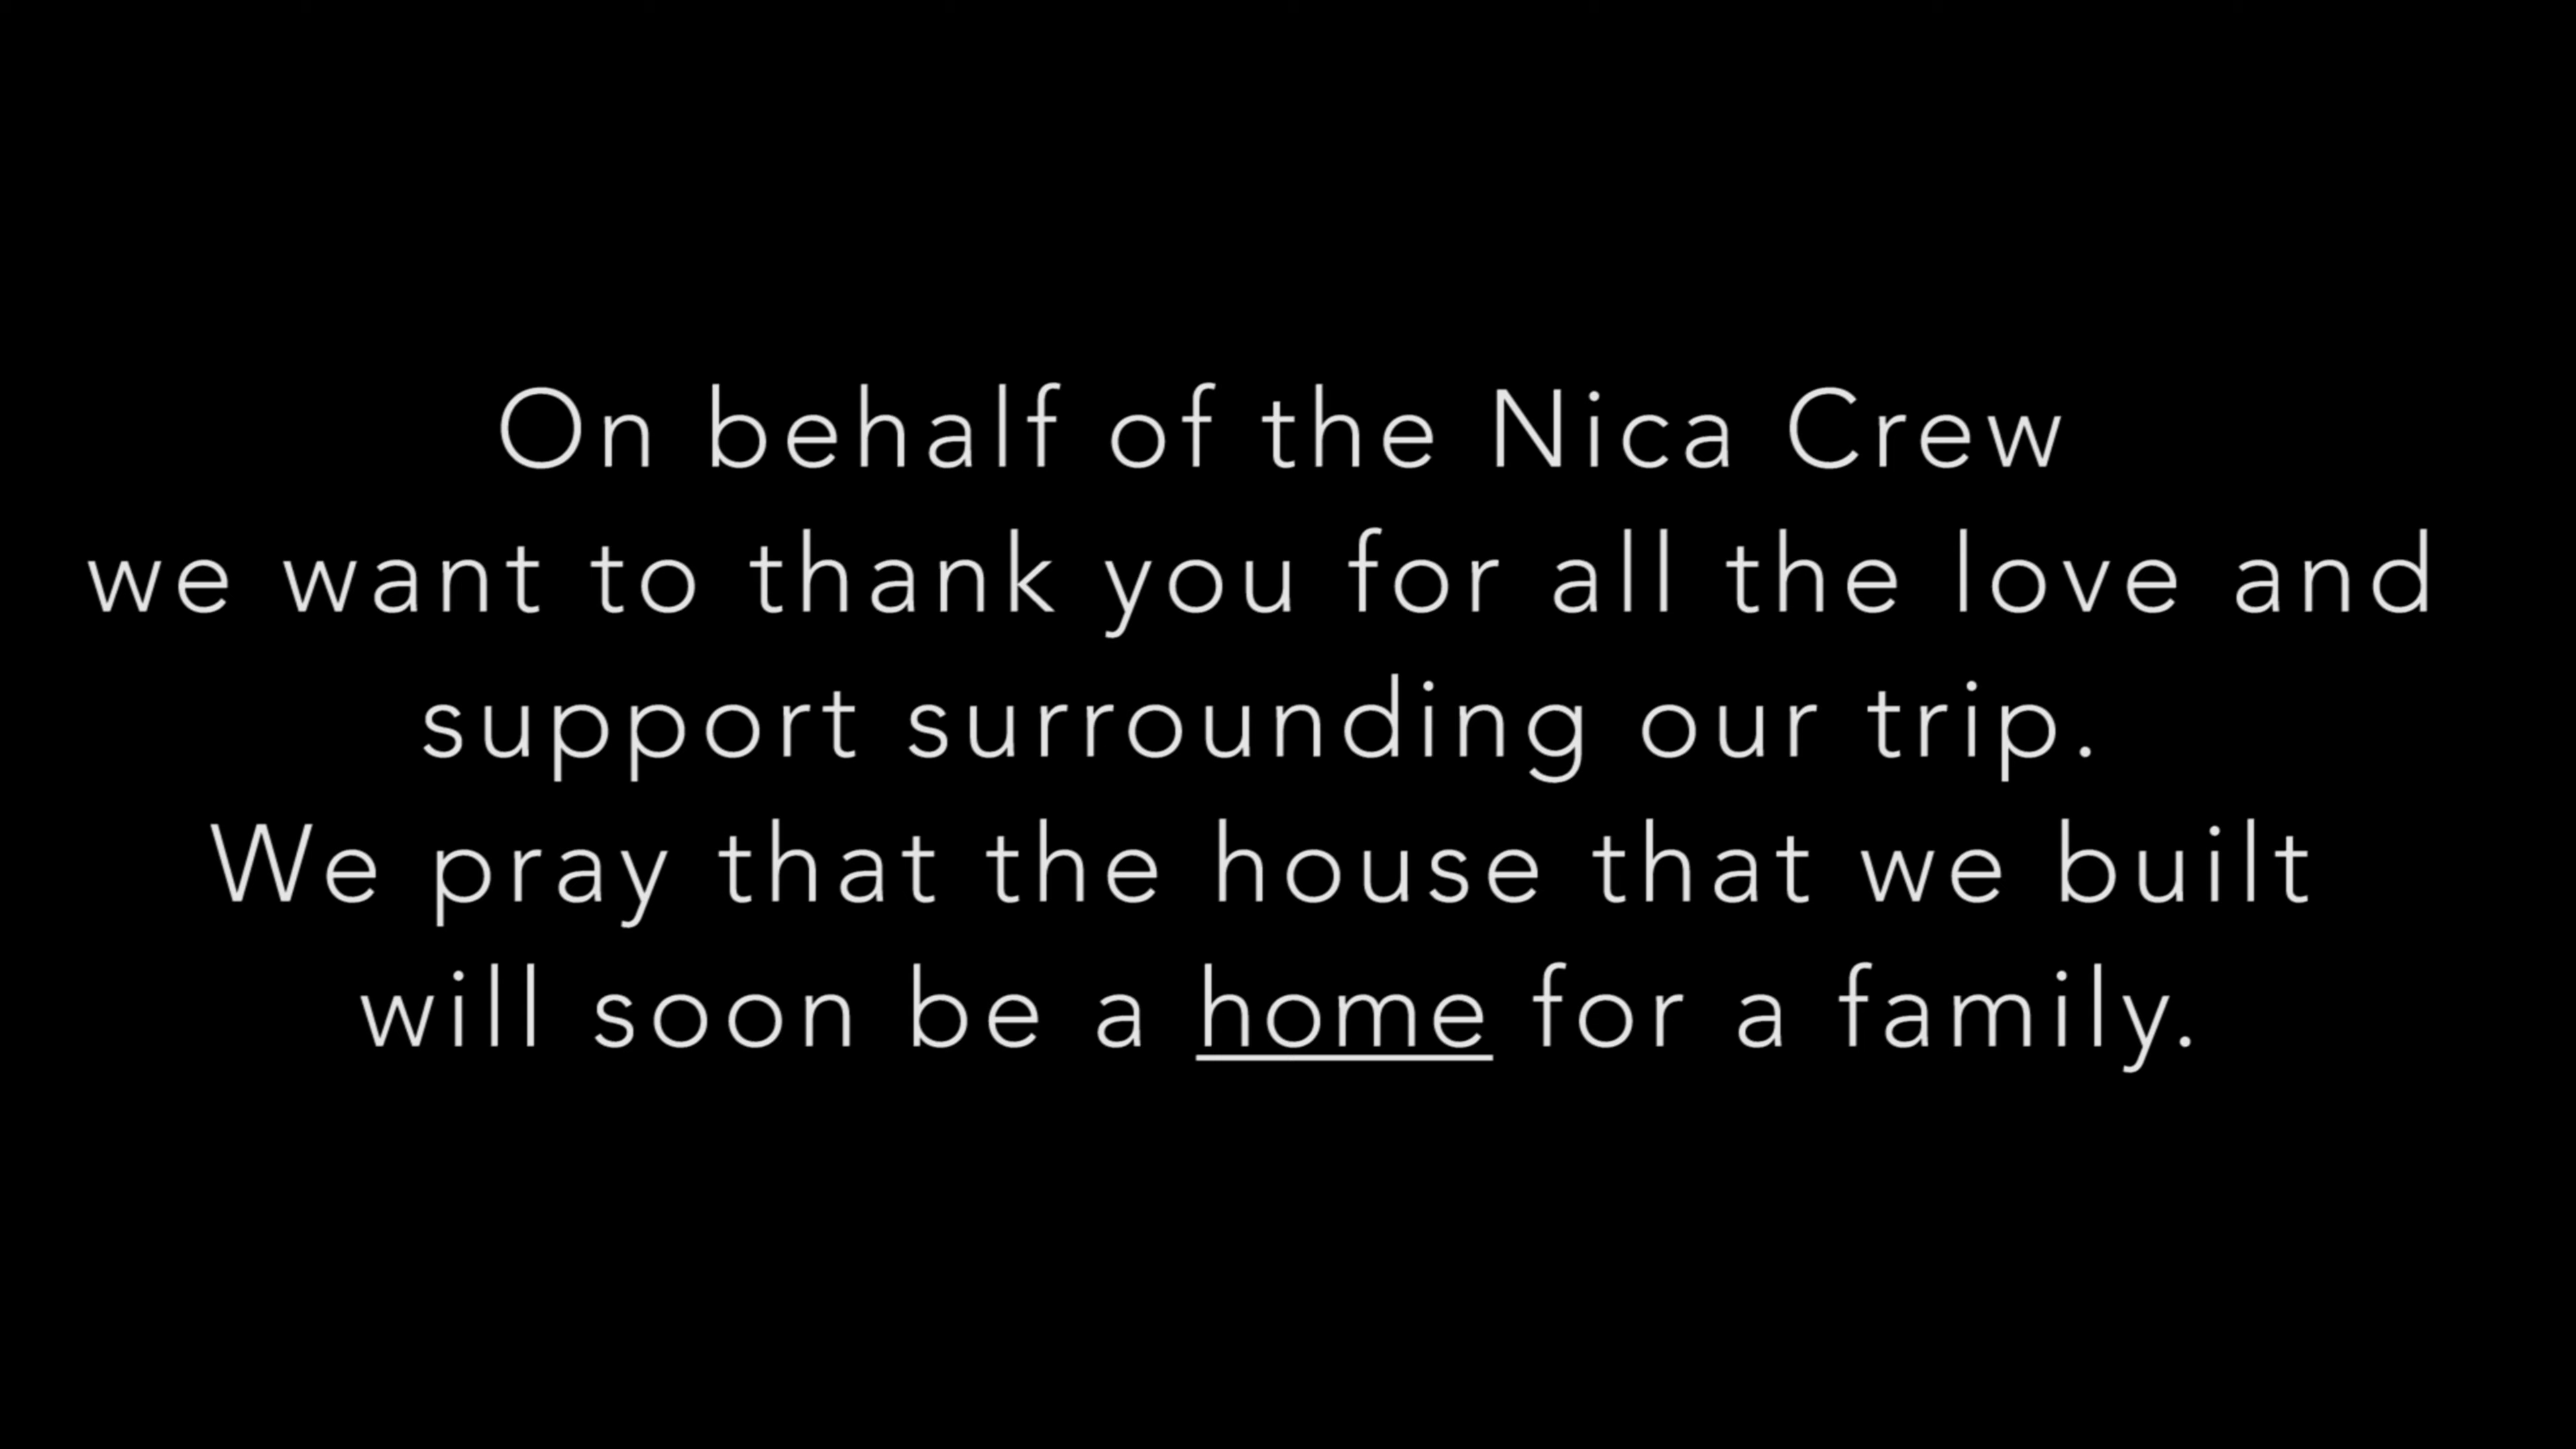 On behalf of the Nica Crew
we want to thank you for all the love and
support surrounding our trip.
We pray that the house that we built
will soon be a home for a family.